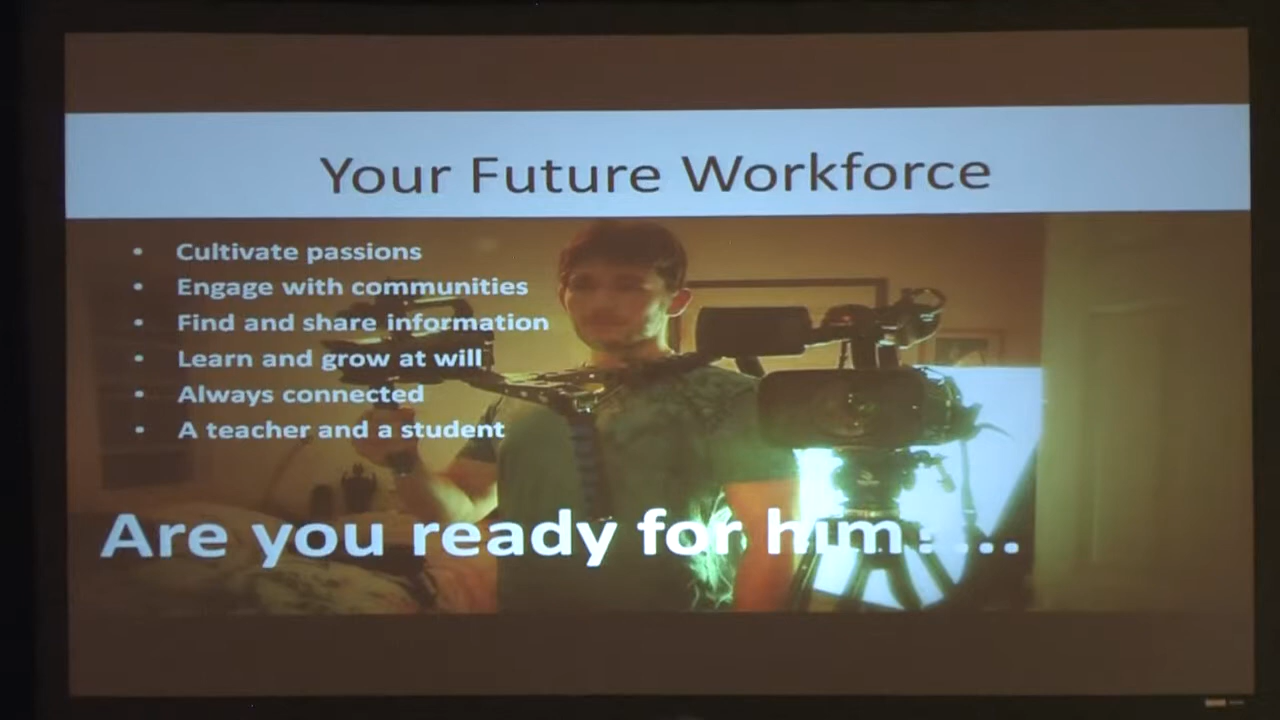 Your Future Workforce
• Cultivate passions
• Engage with communities
• Find and share information
• Learn and grow at will
• Always connected
• A teacher and a student
Are you ready for him? ...